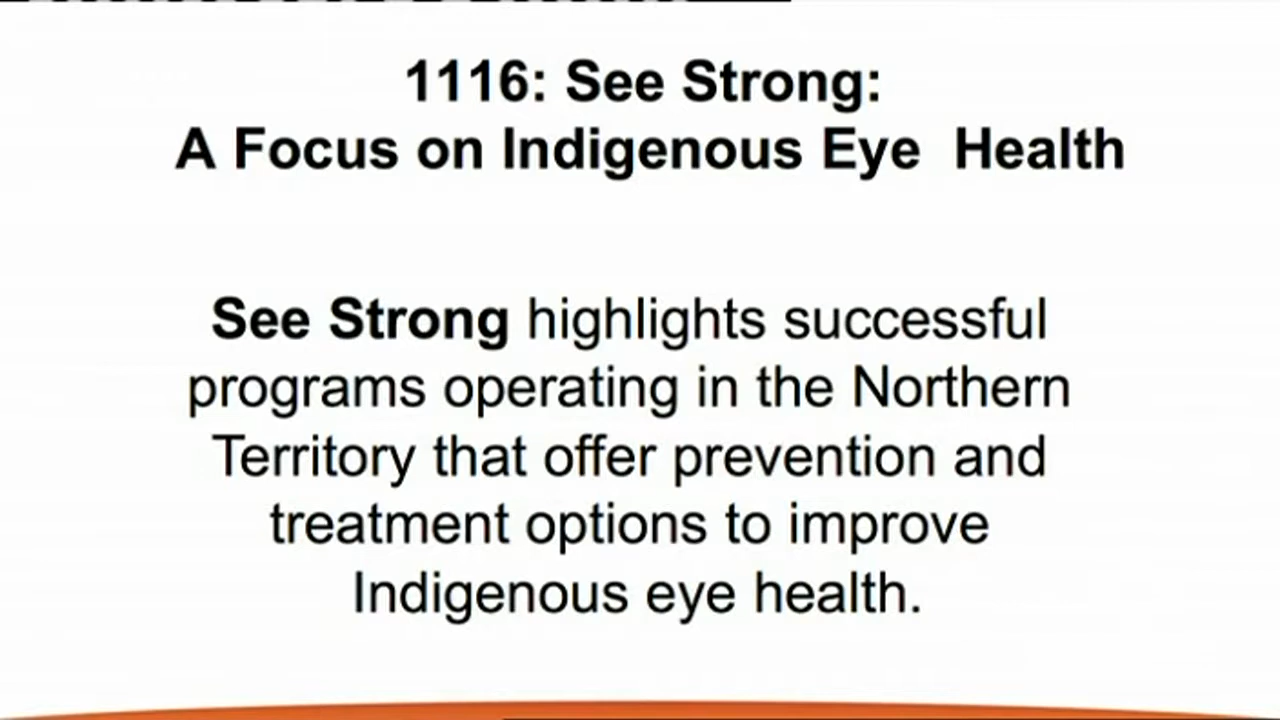 1116: See Strong:
A Focus on Indigenous Eye  Health
See Strong highlights successful
programs operating in the Northern
Territory that offer prevention and
treatment options to improve
Indigenous eye health.